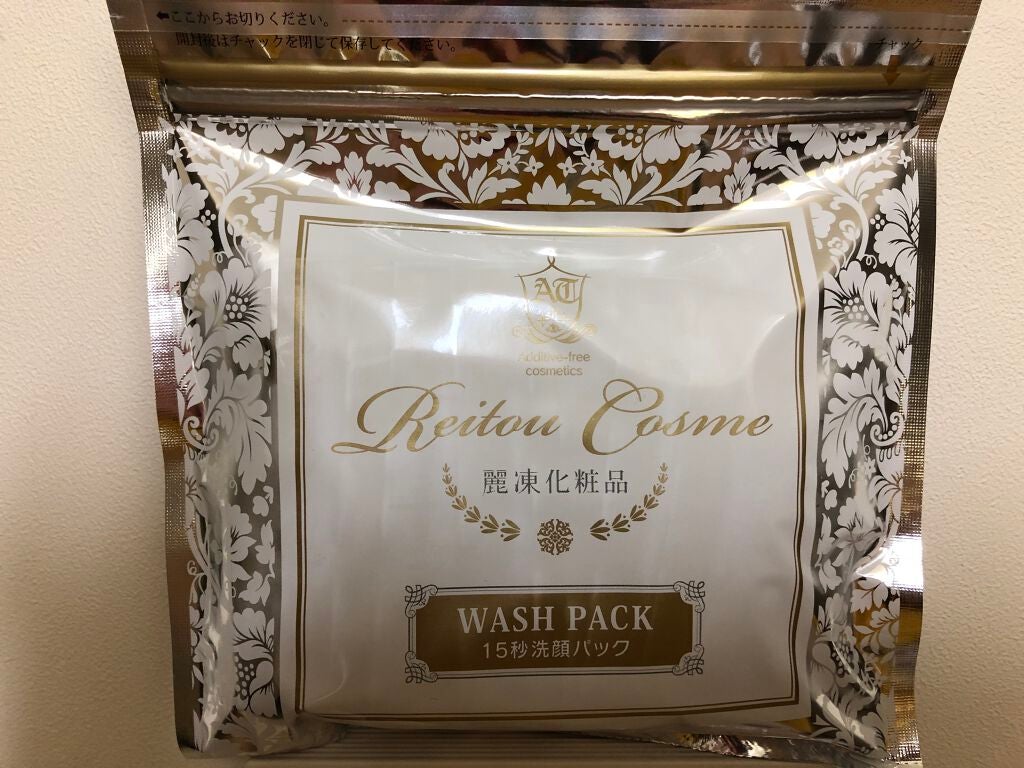 ⬅ここからお切りください。
開封後はチャックを閉じて保存してください。
チャック
AT
Additive-free
cosmetics
Reitou Cosme
麗凍化粧品
WASH PACK
15秒洗顔パック